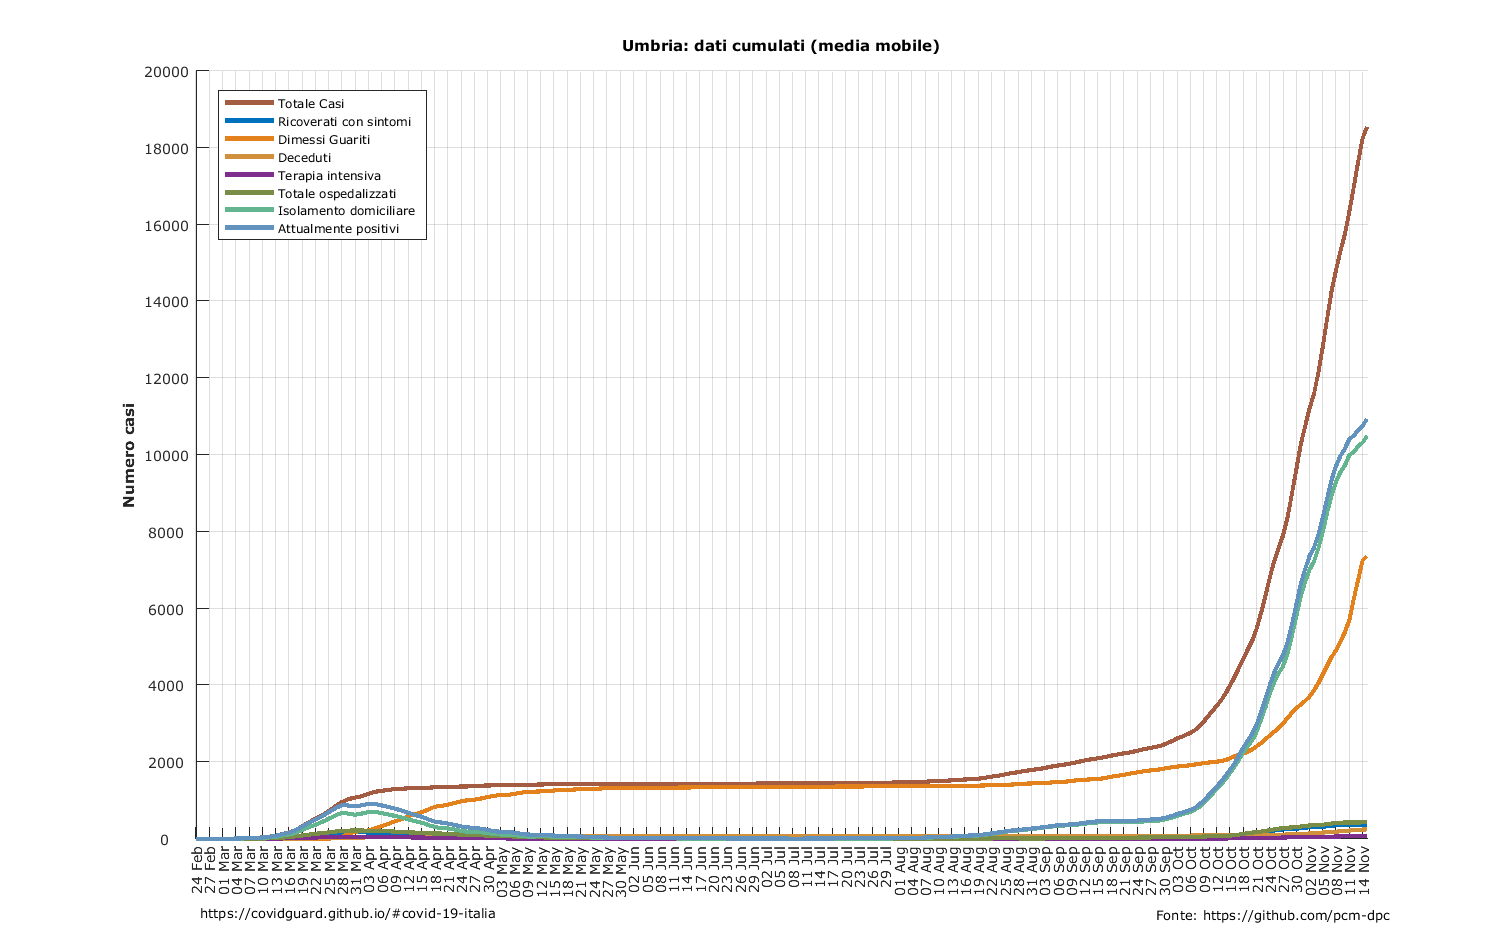 Umbria: dati cumulati (media mobile)
20000
18000
16000
14000
12000
10000
8000
6000
4000
2000
0
Numero casi
Totale Casi
Ricoverati con sintomi
Dimessi Guariti
Deceduti
Terapia intensiva
Totale ospedalizzati
Isolamento domiciliare
Attualmente positivi
24 Feb
27 Feb
01 Mar
04 Mar
07 Mar
10 Mar
13 Mar
16 Mar
19 Mar
22 Mar
25 Mar
28 Mar
31 Mar
03 Apr
06 Apr
09 Apr
12 Apr
15 Apr
18 Apr
21 Apr
24 Apr
27 Apr
30 Apr
03 May
06 May
09 May
12 May
15 May
18 May
21 May
24 May
27 May
30 May
02 Jun
05 Jun
08 Jun
11 Jun
14 Jun
17 Jun
20 Jun
23 Jun
26 Jun
29 Jun
02 Jul
05 Jul
08 Jul
11 Jul
14 Jul
17 Jul
20 Jul
23 Jul
26 Jul
29 Jul
01 Aug
04 Aug
07 Aug
10 Aug
13 Aug
16 Aug
19 Aug
22 Aug
25 Aug
28 Aug
31 Aug
03 Sep
06 Sep
09 Sep
12 Sep
15 Sep
18 Sep
21 Sep
24 Sep
27 Sep
30 Sep
03 Oct
06 Oct
09 Oct
12 Oct
15 Oct
18 Oct
21 Oct
24 Oct
27 Oct
30 Oct
02 Nov
05 Nov
08 Nov
11 Nov
14 Nov
https://covidguard.github.io/#covid-19-italia
Fonte: https://github.com/pcm-dpc